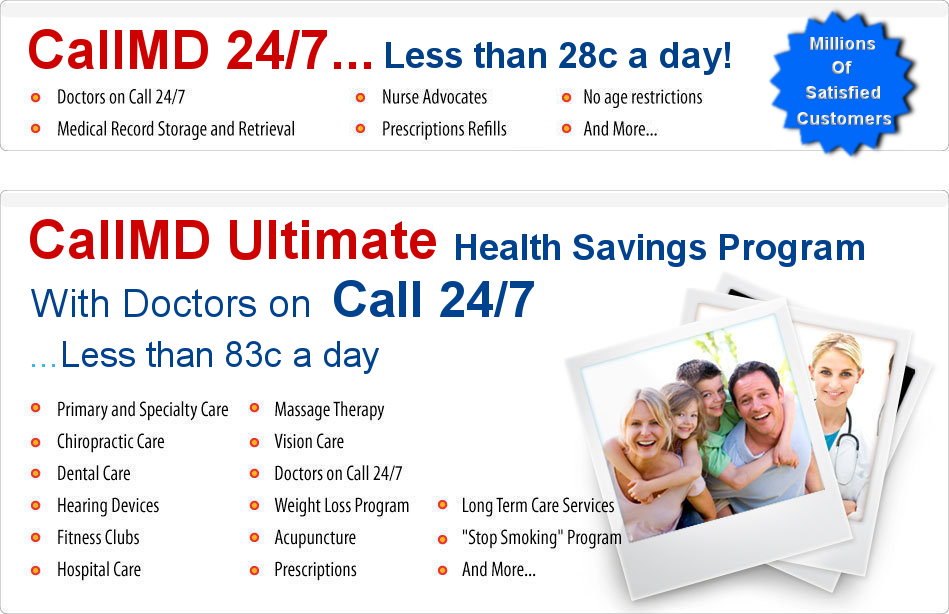 CallMD 24/7... Less than 28c a day!
Doctors on Call 24/7
Medical Record Storage and Retrieval
Nurse Advocates
Prescriptions Refills
No age restrictions
And More...
Millions
Of
Satisfied
Customers
CallMD Ultimate Health Savings Program
With Doctors on Call 24/7
...Less than 83c a day
Primary and Specialty Care
Chiropractic Care
Dental Care
Hearing Devices
Fitness Clubs
Hospital Care
Massage Therapy
Vision Care
Doctors on Call 24/7
Weight Loss Program
Acupuncture
Prescriptions
Long Term Care Services
"Stop Smoking" Program
And More...